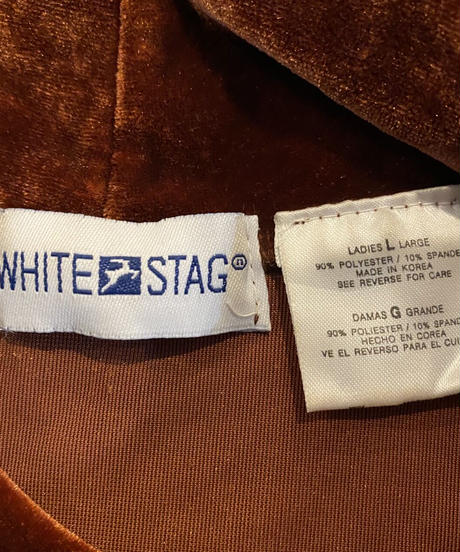 WHITE STAG®
LADIES L LARGE
90% POLYESTER / 10% SPANDE
MADE IN KOREA
SEE REVERSE FOR CARE
DAMAS G GRANDE
90% POLIESTER / 10% SPANDE
HECHO EN COREA
VE EL REVERSO PARA EL CUI